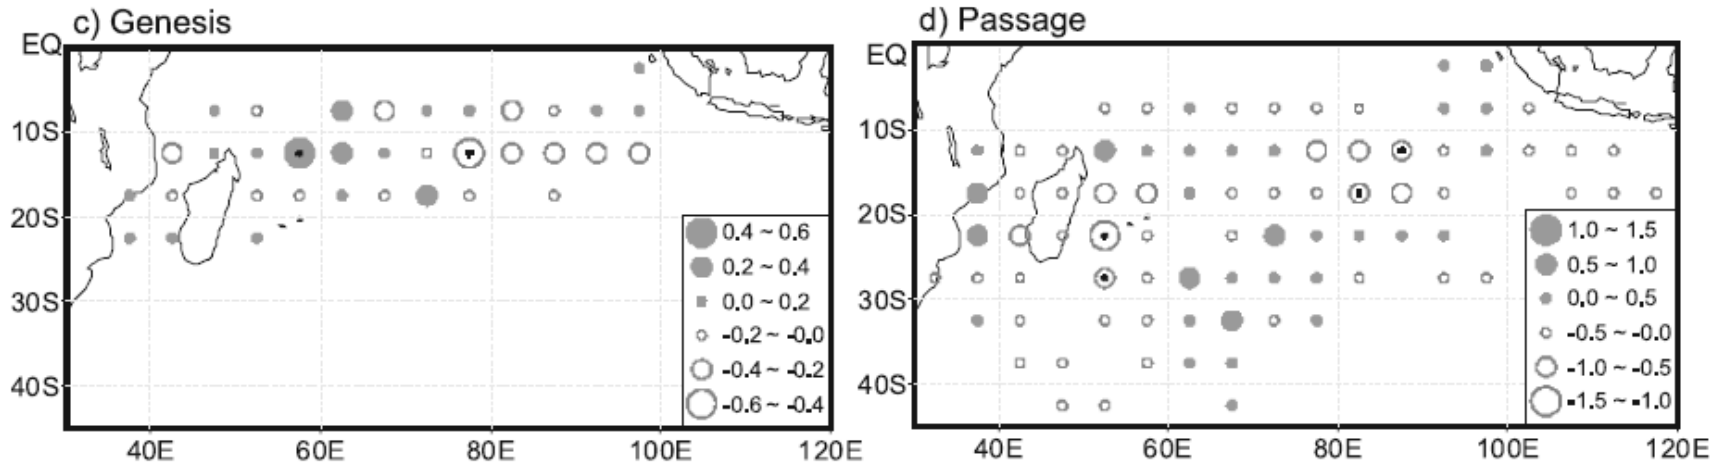 c) Genesis
EQ
10S
20S
30S
40S
40E
60E
80E
100E
120E
0.4 ~ 0.6
0.2 ~ 0.4
0.0 ~ 0.2
-0.2 ~ -0.0
-0.4 ~ -0.2
-0.6 ~ -0.4
d) Passage
EQ
10S
20S
30S
40S
40E
60E
80E
100E
120E
1.0 ~ 1.5
0.5 ~ 1.0
0.0 ~ 0.5
-0.5 ~ -0.0
-1.0 ~ -0.5
-1.5 ~ -1.0